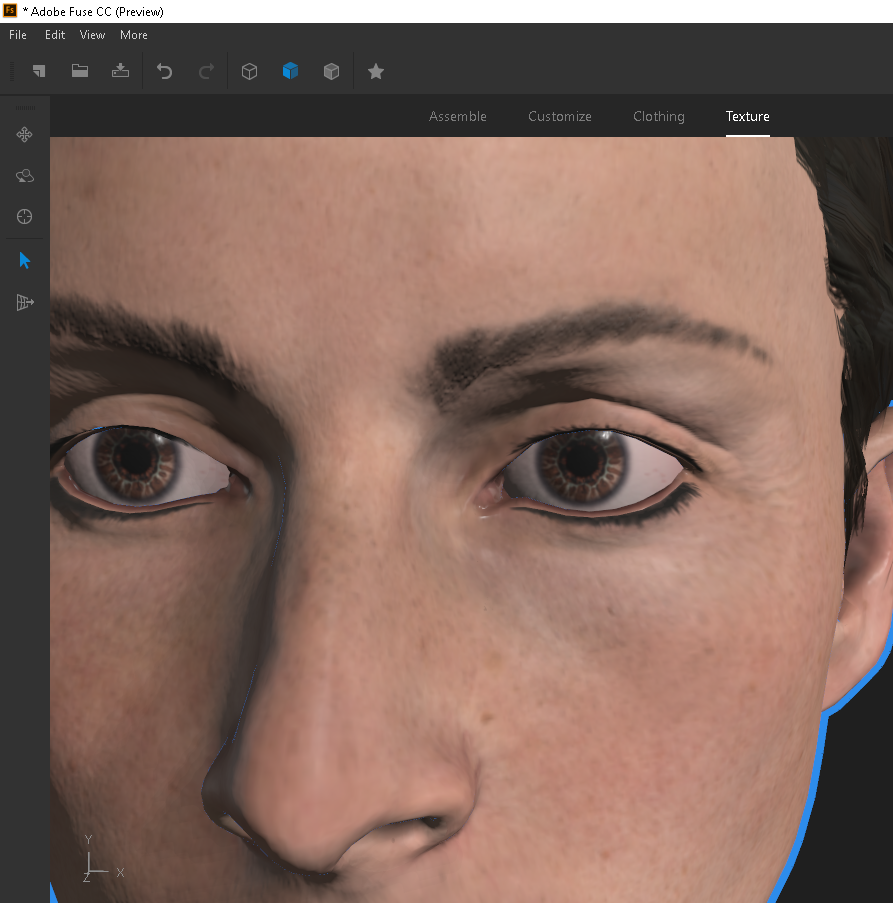 Fs * Adobe Fuse CC (Preview)
File Edit View More
Assemble Customize Clothing Texture
Y
X
Z